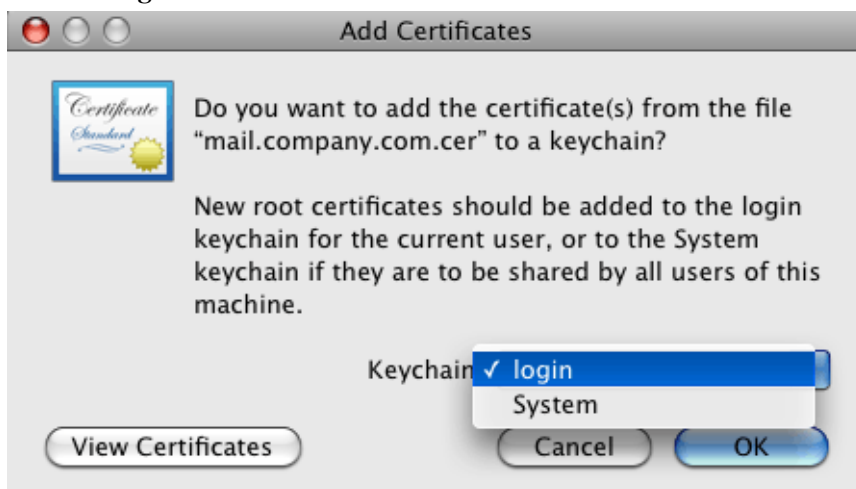 Add Certificates
Certificate
Standard
Do you want to add the certificate(s) from the file
“mail.company.com.cer” to a keychain?
New root certificates should be added to the login
keychain for the current user, or to the System
keychain if they are to be shared by all users of this
machine.
Keychain ✓ login
System
View Certificates Cancel OK